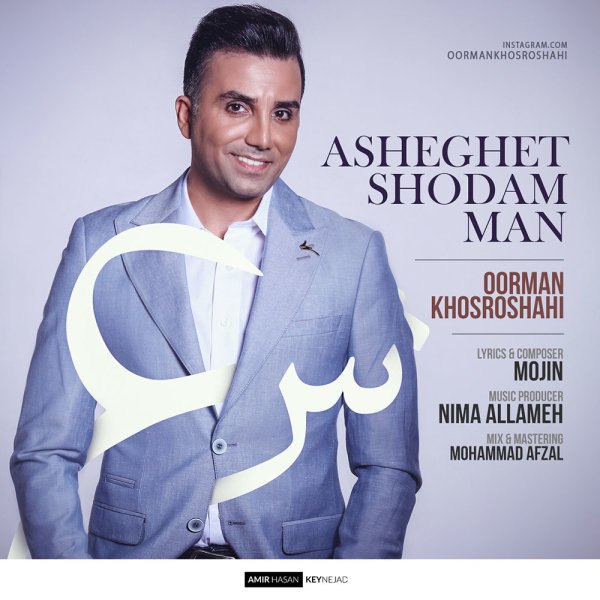 INSTAGRAM.COM
OORMANKHOSROSHAHI
ASHEGHET
SHODAM
MAN
OORMAN
KHOSROSHAHI
LYRICS & COMPOSER
MOJIN
MUSIC PRODUCER
NIMA ALLAMEH
MIX & MASTERING
MOHAMMAD AFZAL
AMIR HASAN KEYNEJAD